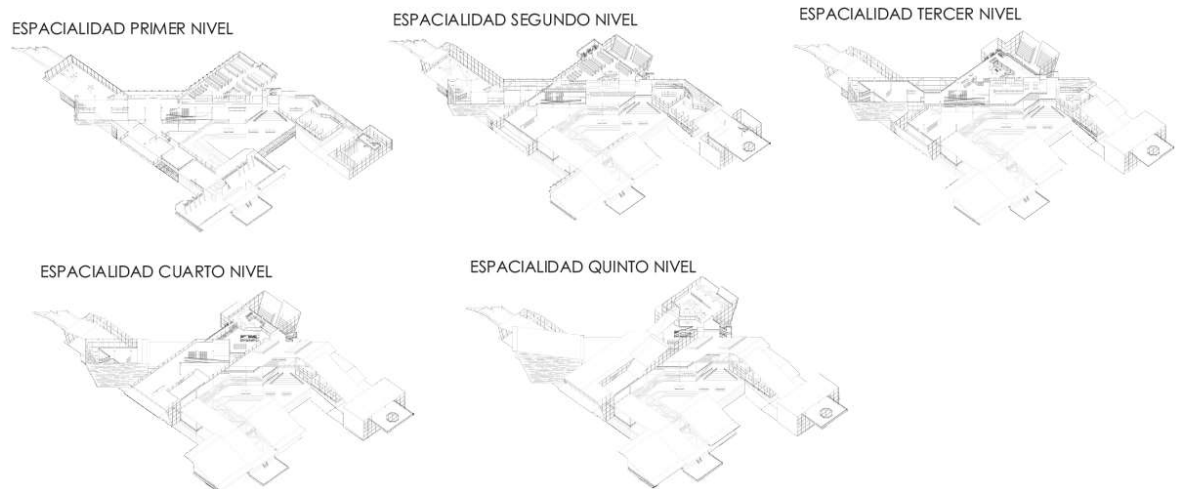 ESPACIALIDAD PRIMER NIVEL
ESPACIALIDAD SEGUNDO NIVEL
ESPACIALIDAD TERCER NIVEL
ESPACIALIDAD CUARTO NIVEL
ESPACIALIDAD QUINTO NIVEL